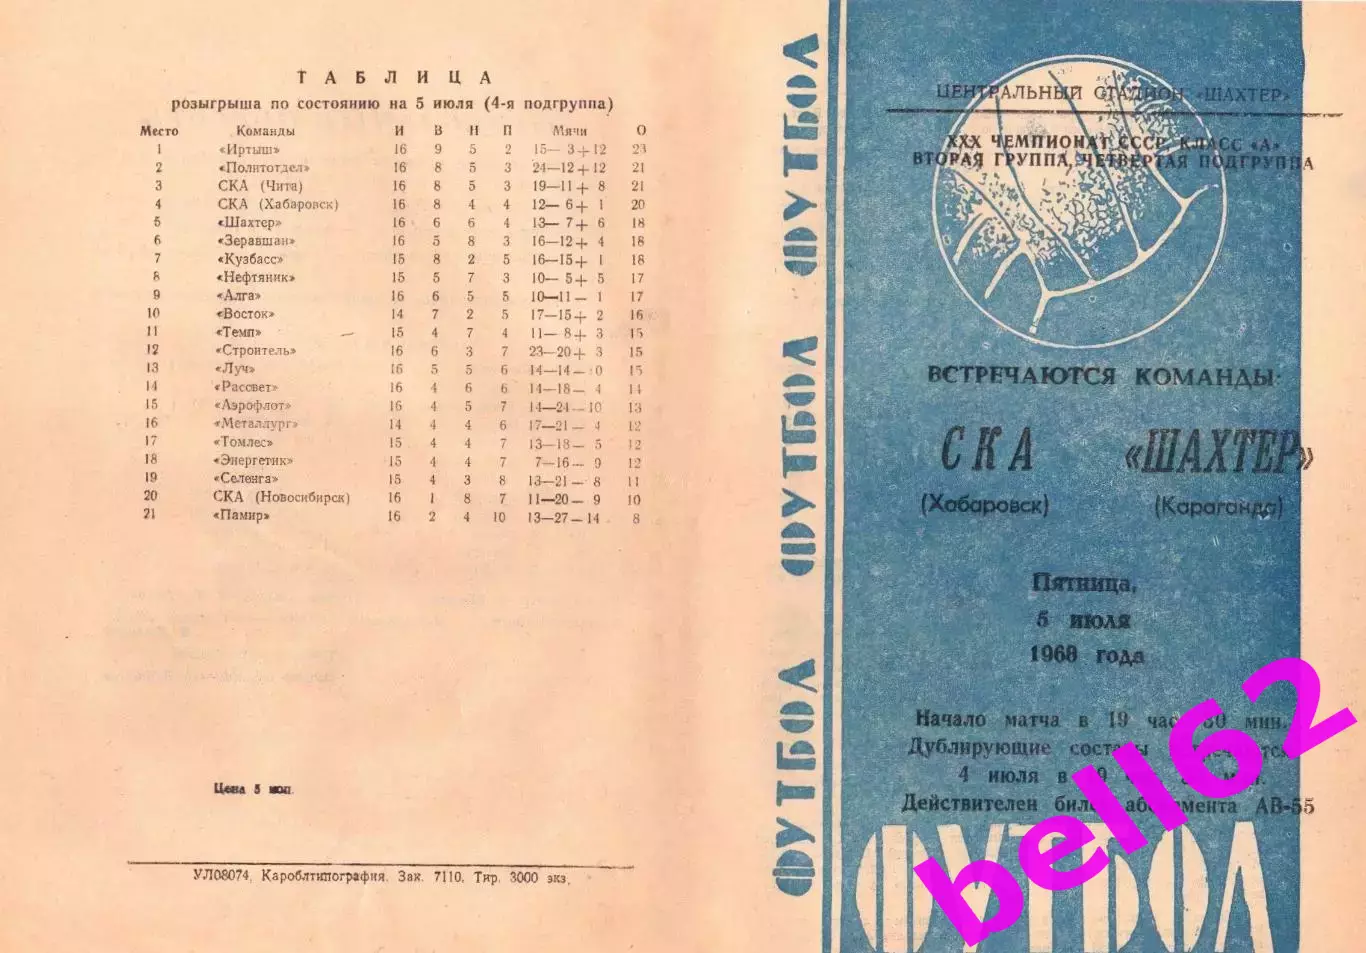 ТАБЛИЦА
розыгрыша по состоянию на 5 июля (4-я подгруппа)
Место Команды И В Н П Мячи О
1 «Иртыш» 16 9 5 2 15— 3 +12 23
2 «Политотдел» 16 8 5 3 24—12 +12 21
3 СКА (Чита) 16 8 5 3 19—11 + 8 21
4 СКА (Хабаровск) 16 8 4 4 12— 6 + 1 20
5 «Шахтер» 16 6 6 4 13— 7 + 6 18
6 «Зеравшан» 16 5 8 3 16—12 + 4 18
7 «Кузбасс» 15 8 2 5 16—15 + 1 18
8 «Нефтяник» 15 5 7 3 10— 5 + 5 17
9 «Алга» 16 6 5 5 10—11 — 1 17
10 «Восток» 14 7 2 5 17—15 + 2 16
11 «Темп» 15 4 7 4 11— 8 + 3 15
12 «Строитель» 16 6 3 7 23—20 + 3 15
13 «Луч» 16 5 5 6 14—14— 0 15
14 «Рассвет» 16 4 6 6 14—18— 4 14
15 «Аэрофлот» 16 4 5 7 14—24—10 13
16 «Металлург» 14 4 4 6 17—21— 4 12
17 «Томлес» 15 4 4 7 13—18— 5 12
18 «Энергетик» 15 4 4 7 7—16— 9 12
19 «Селенга» 15 4 3 8 13—21— 8 11
20 СКА (Новосибирск) 16 1 8 7 11—20— 9 10
21 «Памир» 16 2 4 10 13—27—14 8
Цена 5 коп.
УЛ08074, Кароблтипография. Зак. 7110. Тир. 3000 экз.
ФУТБОЛ ФУТБОЛ ФУТБОЛ
ЦЕНТРАЛЬНЫЙ СТАДИОН «ШАХТЕР»
XXX ЧЕМПИОНАТ СССР, КЛАСС «А»
ВТОРАЯ ГРУППА, ЧЕТВЕРТАЯ ПОДГРУППА
ВСТРЕЧАЮТСЯ КОМАНДЫ:
СКА «ШАХТЕР»
(Хабаровск) (Караганда)
Пятница,
5 июля
1968 года
Начало матча в 19 час 30 мин.
Дублирующие составы
4 июля в
Действителен билет абонемента АВ-55
ФУТБОЛ
bell62